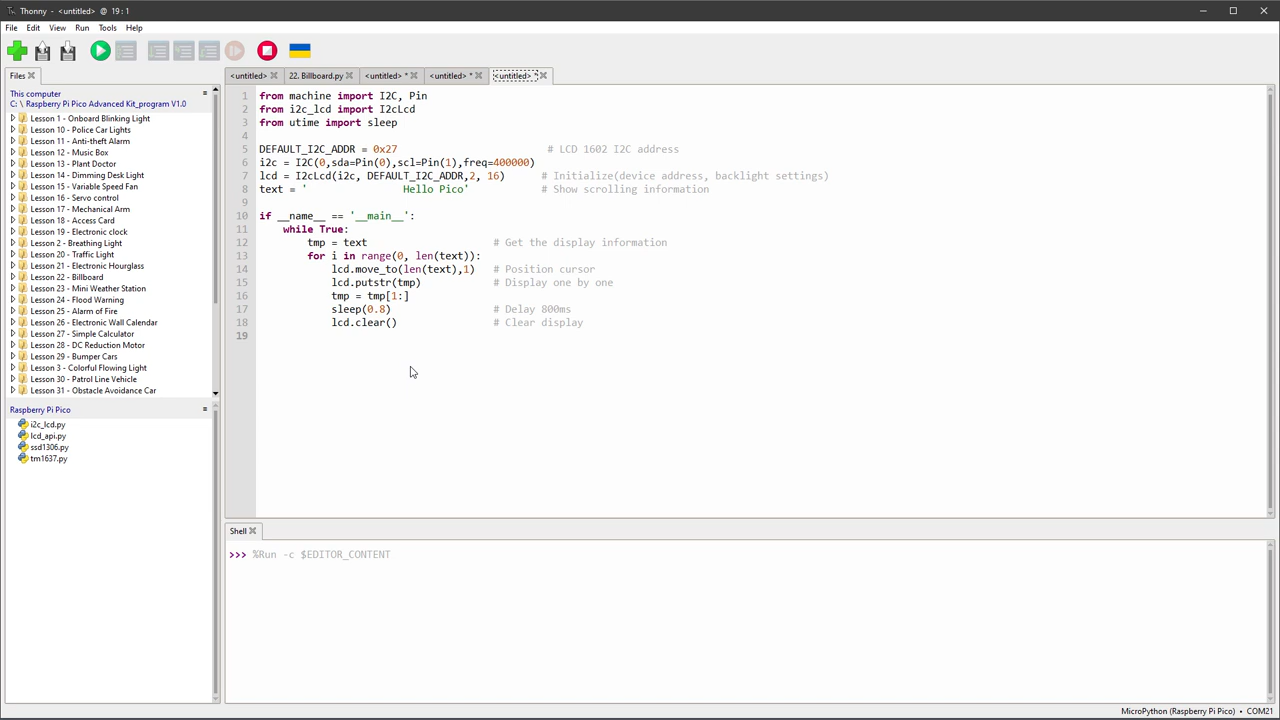 Thonny - <untitled> @ 19 : 1
File Edit View Run Tools Help
Files
This computer
C: \ Raspberry Pi Pico Advanced Kit_program V1.0
Lesson 1 - Onboard Blinking Light
Lesson 10 - Police Car Lights
Lesson 11 - Anti-theft Alarm
Lesson 12 - Music Box
Lesson 13 - Plant Doctor
Lesson 14 - Dimming Desk Light
Lesson 15 - Variable Speed Fan
Lesson 16 - Servo control
Lesson 17 - Mechanical Arm
Lesson 18 - Access Card
Lesson 19 - Electronic clock
Lesson 2 - Breathing Light
Lesson 20 - Traffic Light
Lesson 21 - Electronic Hourglass
Lesson 22 - Billboard
Lesson 23 - Mini Weather Station
Lesson 24 - Flood Warning
Lesson 25 - Alarm of Fire
Lesson 26 - Electronic Wall Calendar
Lesson 27 - Simple Calculator
Lesson 28 - DC Reduction Motor
Lesson 29 - Bumper Cars
Lesson 3 - Colorful Flowing Light
Lesson 30 - Patrol Line Vehicle
Lesson 31 - Obstacle Avoidance Car
Raspberry Pi Pico
i2c_lcd.py
lcd_api.py
ssd1306.py
tm1637.py
<untitled> 22. Billboard.py <untitled> * <untitled> * <untitled> *
1 from machine import I2C, Pin
2 from i2c_lcd import I2cLcd
3 from utime import sleep
4
5 DEFAULT_I2C_ADDR = 0x27 # LCD 1602 I2C address
6 i2c = I2C(0,sda=Pin(0),scl=Pin(1),freq=400000)
7 lcd = I2cLcd(i2c, DEFAULT_I2C_ADDR,2, 16) # Initialize(device address, backlight settings)
8 text = '                Hello Pico' # Show scrolling information
9
10 if __name__ == '__main__':
11     while True:
12         tmp = text # Get the display information
13         for i in range(0, len(text)):
14             lcd.move_to(len(text),1) # Position cursor
15             lcd.putstr(tmp) # Display one by one
16             tmp = tmp[1:]
17             sleep(0.8) # Delay 800ms
18             lcd.clear() # Clear display
19
Shell
>>> %Run -c $EDITOR_CONTENT
MicroPython (Raspberry Pi Pico) • COM21